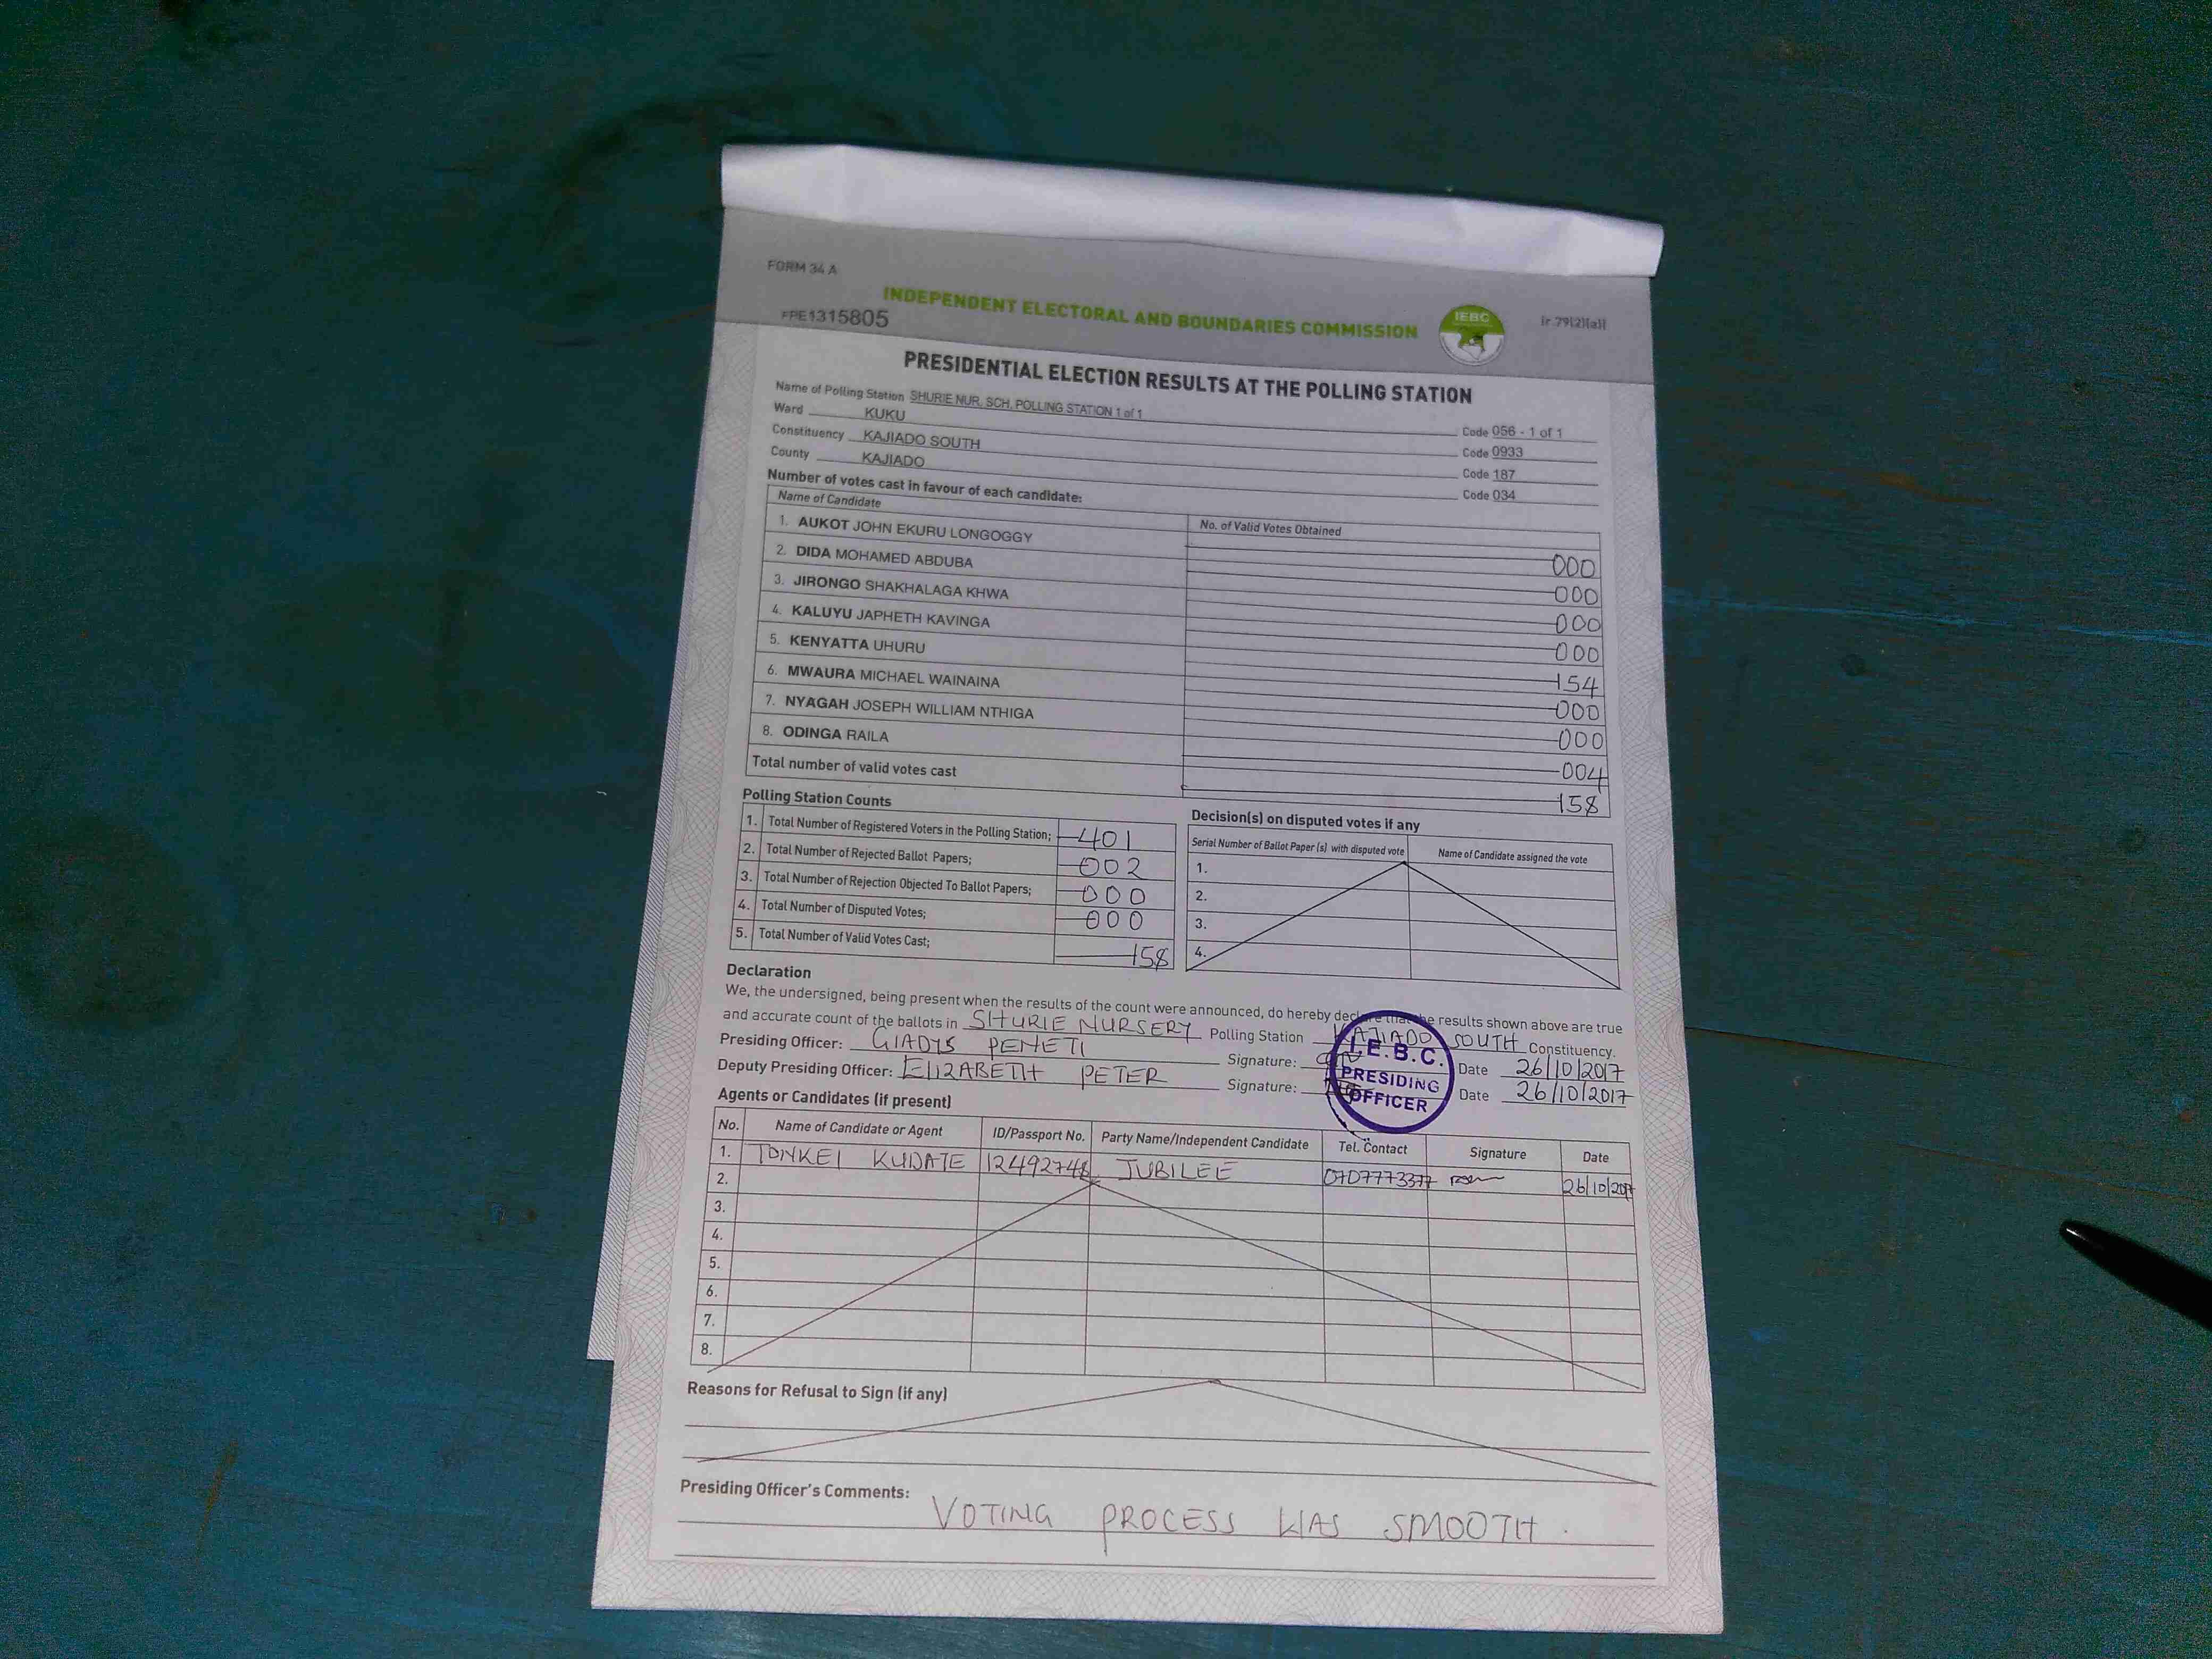 FORM 34 A
INDEPENDENT ELECTORAL AND BOUNDARIES COMMISSION
IEBC
(r.79(2)(a))
FPE1315805
PRESIDENTIAL ELECTION RESULTS AT THE POLLING STATION
Name of Polling Station SHURIE NUR. SCH. POLLING STATION 1 of 1 Code 056 - 1 of 1
Ward KUKU Code 0933
Constituency KAJIADO SOUTH Code 187
County KAJIADO Code 034
Number of votes cast in favour of each candidate:
Name of Candidate No. of Valid Votes Obtained
1. AUKOT JOHN EKURU LONGOGGY 000
2. DIDA MOHAMED ABDUBA 000
3. JIRONGO SHAKHALAGA KHWA 000
4. KALUYU JAPHETH KAVINGA 000
5. KENYATTA UHURU 154
6. MWAURA MICHAEL WAINAINA 000
7. NYAGAH JOSEPH WILLIAM NTHIGA 000
8. ODINGA RAILA 004
Total number of valid votes cast 158
Polling Station Counts
1. Total Number of Registered Voters in the Polling Station; 401
2. Total Number of Rejected Ballot Papers; 002
3. Total Number of Rejection Objected To Ballot Papers; 000
4. Total Number of Disputed Votes; 000
5. Total Number of Valid Votes Cast; 158
Decision(s) on disputed votes if any
Serial Number of Ballot Paper (s) with disputed vote Name of Candidate assigned the vote
1.
2.
3.
4.
Declaration
We, the undersigned, being present when the results of the count were announced, do hereby declare that the results shown above are true
and accurate count of the ballots in SHURIE NURSERY Polling Station KAJIADO SOUTH Constituency.
Presiding Officer: GLADYS PENETI Signature: Date 26/10/2017
Deputy Presiding Officer: ELIZABETH PETER Signature: Date 26/10/2017
I.E.B.C.
PRESIDING
OFFICER
Agents or Candidates (if present)
No. Name of Candidate or Agent ID/Passport No. Party Name/Independent Candidate Tel. Contact Signature Date
1. TONKEI KUDATE 12492748 JUBILEE 0707773377 26/10/2017
2.
3.
4.
5.
6.
7.
8.
Reasons for Refusal to Sign (if any)
Presiding Officer's Comments: VOTING PROCESS WAS SMOOTH.